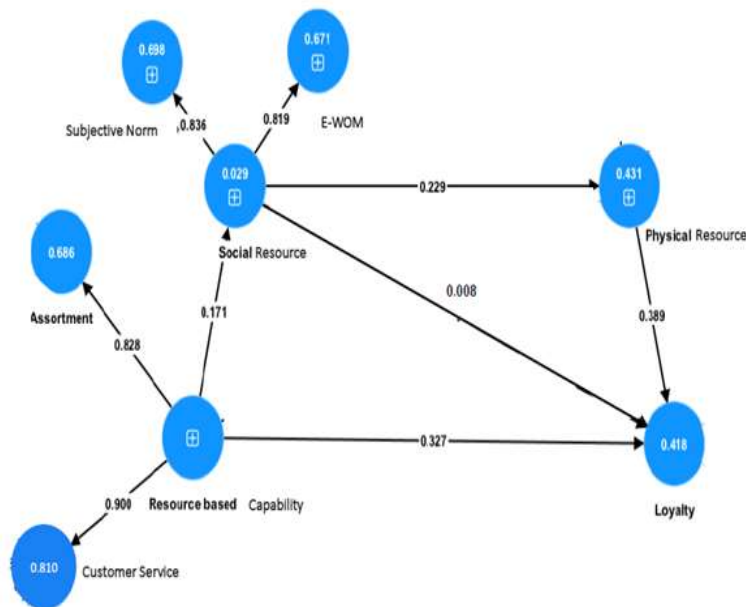 0.698
0.671
0.836
0.819
Subjective Norm
E-WOM
0.029
0.229
0.431
Social Resource
Physical Resource
0.686
Assortment
0.171
0.008
0.389
0.828
0.327
0.418
Resource based Capability
Loyalty
0.900
0.810
Customer Service